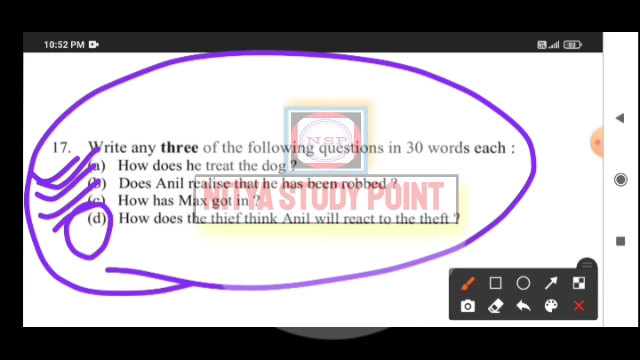 10:52 PM
NSP
17. Write any three of the following questions in 30 words each :
(a) How does he treat the dog ?
(b) Does Anil realise that he has been robbed ?
NITYA STUDY POINT
(c) How has Max got in ?
(d) How does the thief think Anil will react to the theft ?